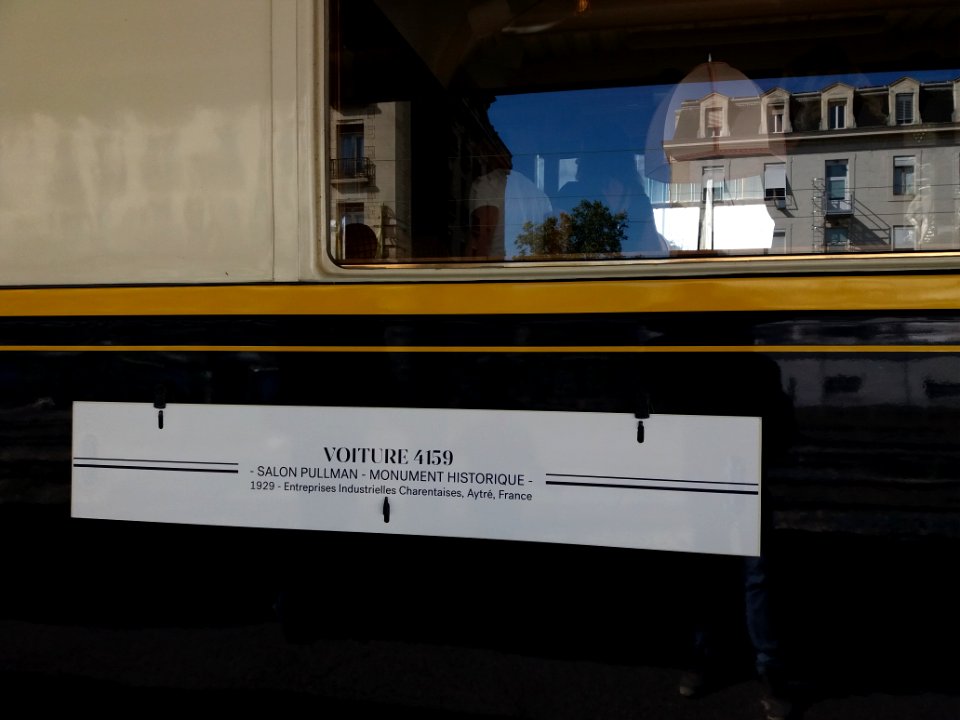 VOITURE 4159
- SALON PULLMAN - MONUMENT HISTORIQUE -
1929 - Entreprises Industrielles Charentaises, Aytré, France